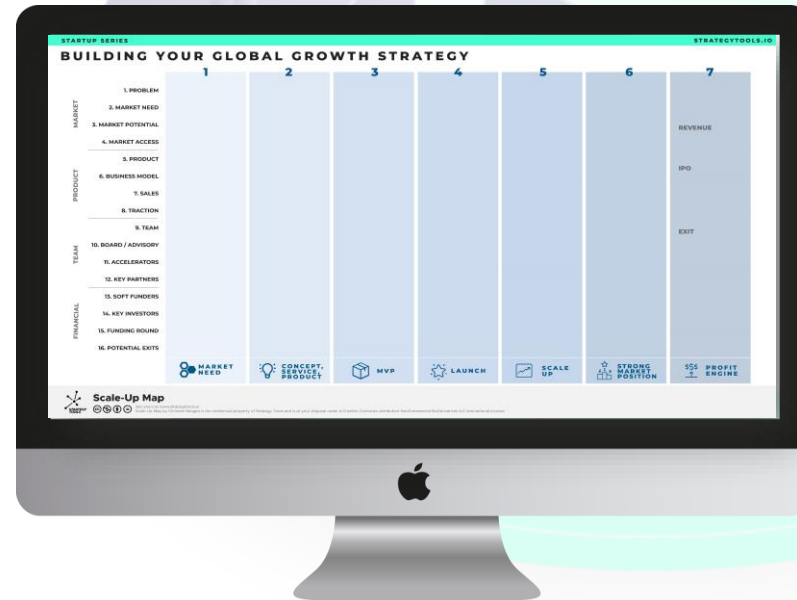 STARTUP SERIES
STRATEGYTOOLS.IO
BUILDING YOUR GLOBAL GROWTH STRATEGY
1 2 3 4 5 6 7
MARKET
1. PROBLEM
2. MARKET NEED
3. MARKET POTENTIAL
4. MARKET ACCESS
PRODUCT
5. PRODUCT
6. BUSINESS MODEL
7. SALES
8. TRACTION
TEAM
9. TEAM
10. BOARD / ADVISORY
11. ACCELERATORS
12. KEY PARTNERS
FINANCIAL
13. SOFT FUNDERS
14. KEY INVESTORS
15. FUNDING ROUND
16. POTENTIAL EXITS
REVENUE
IPO
EXIT
MARKET
NEED
CONCEPT,
SERVICE,
PRODUCT
MVP
LAUNCH
SCALE
UP
STRONG
MARKET
POSITION
$$$ PROFIT
ENGINE
Scale-Up Map